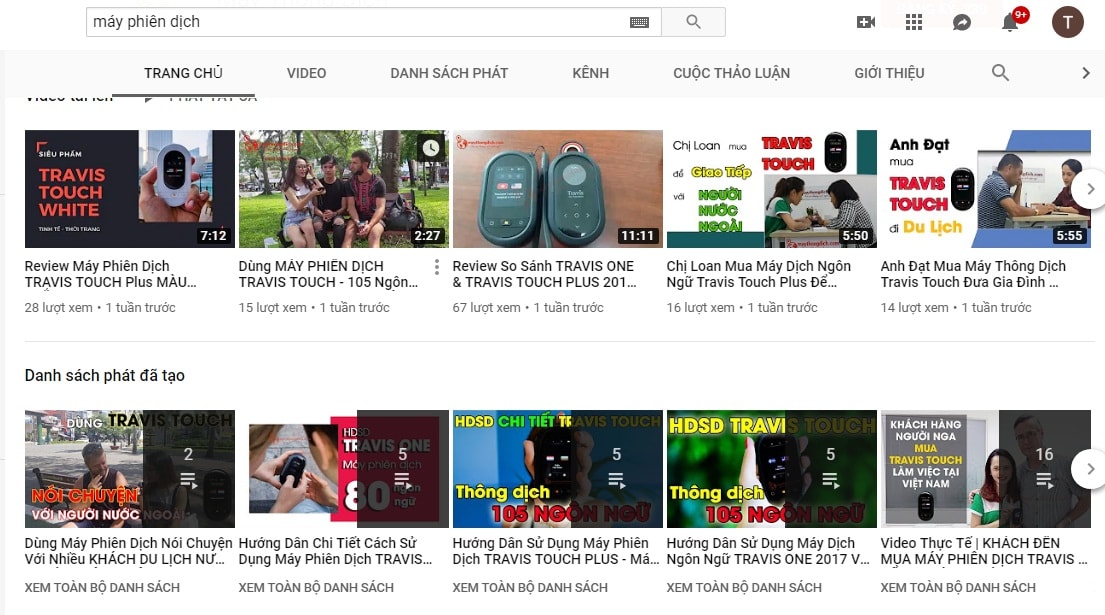 máy phiên dịch
9+
T
TRANG CHỦ
VIDEO
DANH SÁCH PHÁT
KÊNH
CUỘC THẢO LUẬN
GIỚI THIỆU
Video tải lên
PHÁT TẤT CẢ
SIÊU PHẨM
TRAVIS
TOUCH
WHITE
TINH TẾ - THỜI TRANG
7:12
2:27
11:11
Chị Loan mua
để Giao Tiếp
với
NGƯỜI
NƯỚC
NGOÀI
TRAVIS
TOUCH
5:50
Anh Đạt
mua
TRAVIS
TOUCH
đi Du Lịch
5:55
Review Máy Phiên Dịch
TRAVIS TOUCH Plus MÀU...
28 lượt xem • 1 tuần trước
Dùng MÁY PHIÊN DỊCH
TRAVIS TOUCH - 105 Ngôn...
15 lượt xem • 1 tuần trước
Review So Sánh TRAVIS ONE
& TRAVIS TOUCH PLUS 201...
67 lượt xem • 1 tuần trước
Chị Loan Mua Máy Dịch Ngôn
Ngữ Travis Touch Plus Để...
16 lượt xem • 1 tuần trước
Anh Đạt Mua Máy Thông Dịch
Travis Touch Đưa Gia Đình ...
14 lượt xem • 1 tuần trước
Danh sách phát đã tạo
DÙNG TRAVIS TOUCH
2
NÓI CHUYỆN
VỚI NGƯỜI NƯỚC NGOÀI
HDSD
TRAVIS ONE
Máy phiên dịch
80 ngôn
ngữ
5
HDSD CHI TIẾT TRAVIS TOUCH
5
Thông dịch
105 NGÔN NGỮ
HDSD TRAVIS TOUCH
5
Thông dịch
105 NGÔN NGỮ
KHÁCH HÀNG
NGƯỜI NGA
MUA
TRAVIS TOUCH
LÀM VIỆC TẠI
VIỆT NAM
16
Dùng Máy Phiên Dịch Nói Chuyện
Với Nhiều KHÁCH DU LỊCH NƯ...
XEM TOÀN BỘ DANH SÁCH
Hướng Dẫn Chi Tiết Cách Sử
Dụng Máy Phiên Dịch TRAVIS...
XEM TOÀN BỘ DANH SÁCH
Hướng Dẫn Sử Dụng Máy Phiên
Dịch TRAVIS TOUCH PLUS - Má...
XEM TOÀN BỘ DANH SÁCH
Hướng Dẫn Sử Dụng Máy Dịch
Ngôn Ngữ TRAVIS ONE 2017 V...
XEM TOÀN BỘ DANH SÁCH
Video Thực Tế | KHÁCH ĐẾN
MUA MÁY PHIÊN DỊCH TRAVIS ...
XEM TOÀN BỘ DANH SÁCH